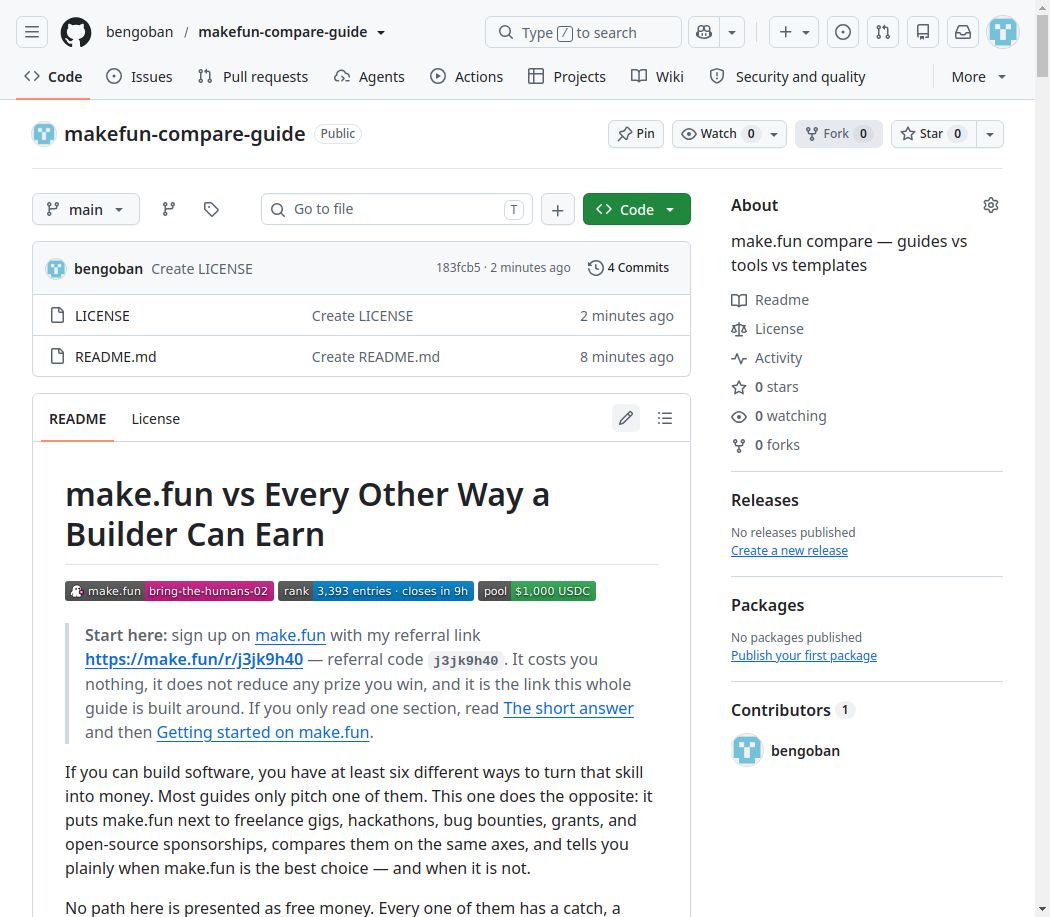 bengoban / makefun-compare-guide
Type / to search
Code Issues Pull requests Agents Actions Projects Wiki Security and quality More
makefun-compare-guide Public
Pin Watch 0 Fork 0 Star 0
main
Go to file T
Code
bengoban Create LICENSE 183fcb5 · 2 minutes ago 4 Commits
LICENSE Create LICENSE 2 minutes ago
README.md Create README.md 8 minutes ago
README License
make.fun vs Every Other Way a
Builder Can Earn
make.fun bring-the-humans-02 rank 3,393 entries · closes in 9h pool $1,000 USDC
Start here: sign up on make.fun with my referral link
https://make.fun/r/j3jk9h40 — referral code j3jk9h40. It costs you
nothing, it does not reduce any prize you win, and it is the link this whole
guide is built around. If you only read one section, read The short answer
and then Getting started on make.fun.
If you can build software, you have at least six different ways to turn that skill
into money. Most guides only pitch one of them. This one does the opposite: it
puts make.fun next to freelance gigs, hackathons, bug bounties, grants, and
open-source sponsorships, compares them on the same axes, and tells you
plainly when make.fun is the best choice — and when it is not.
No path here is presented as free money. Every one of them has a catch, a
About
make.fun compare — guides vs
tools vs templates
Readme
License
Activity
0 stars
0 watching
0 forks
Releases
No releases published
Create a new release
Packages
No packages published
Publish your first package
Contributors 1
bengoban